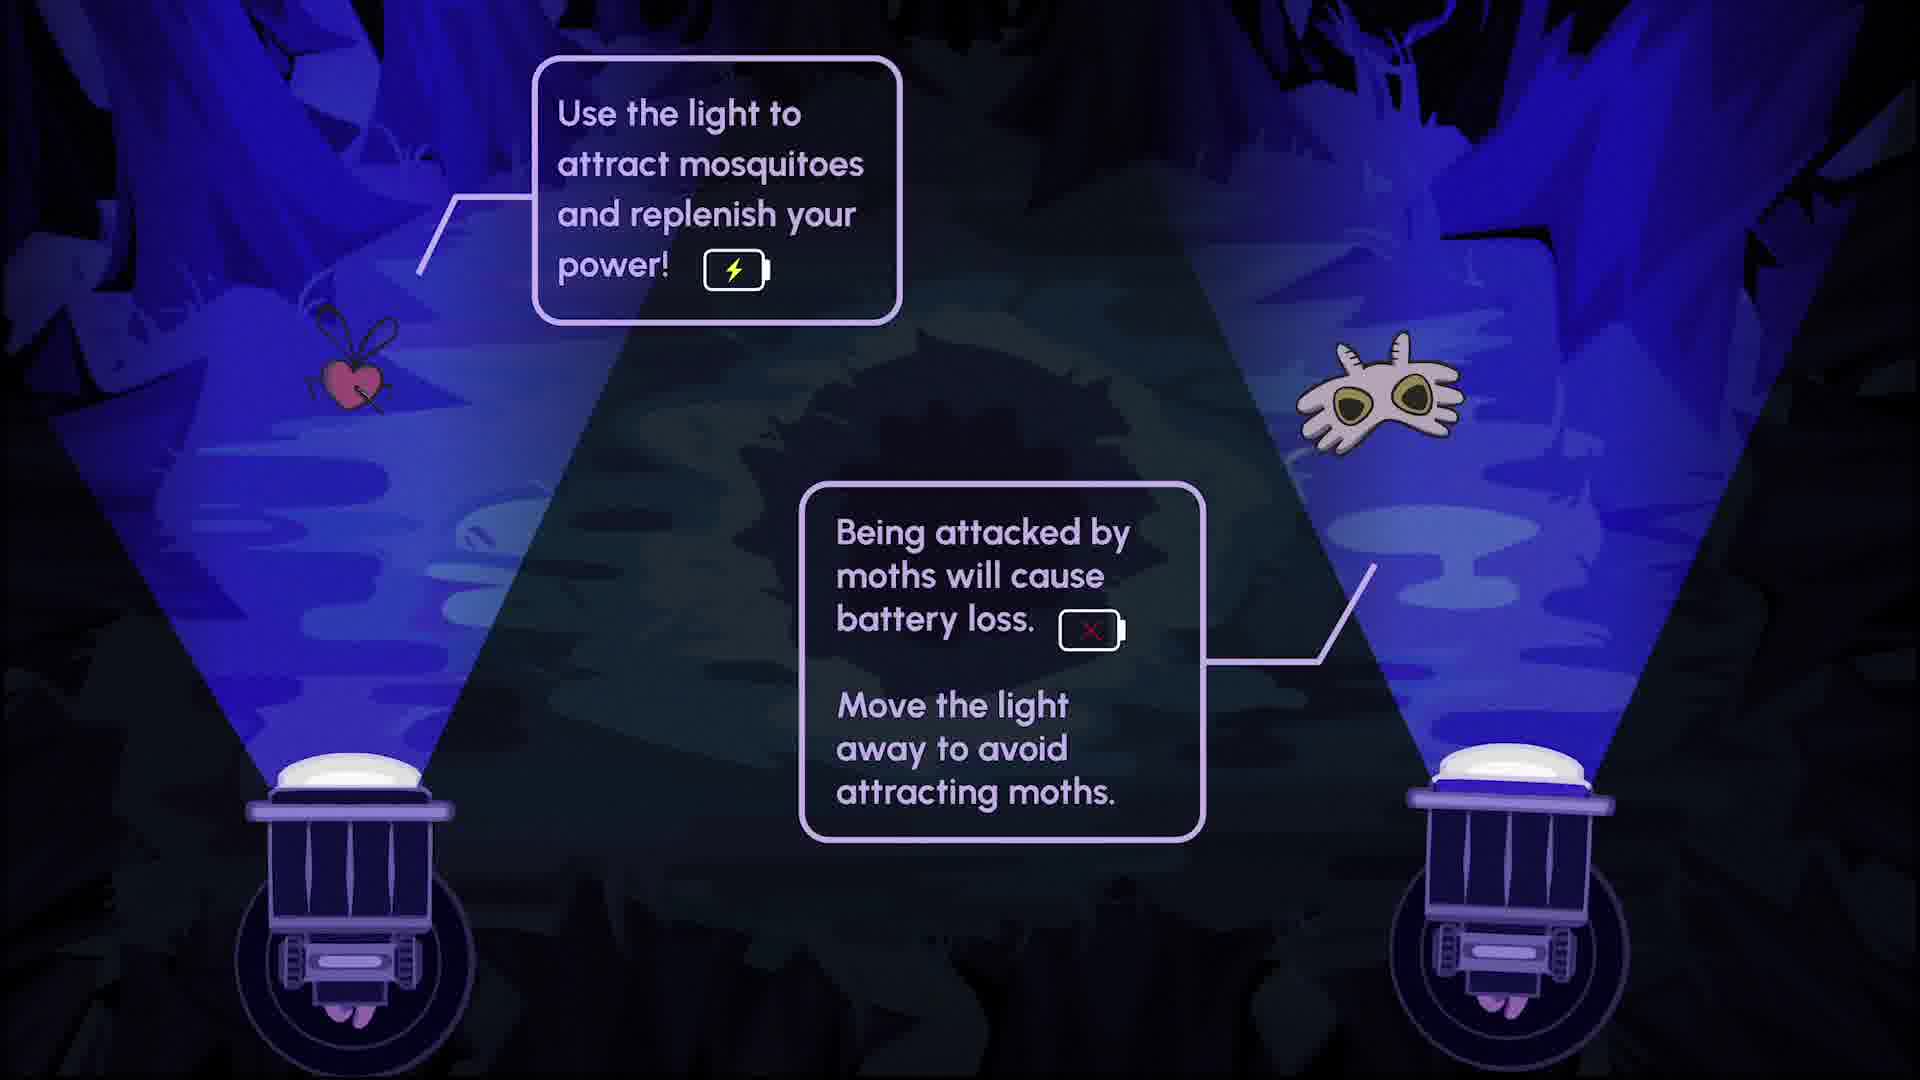 Use the light to
attract mosquitoes
and replenish your
power!
Being attacked by
moths will cause
battery loss.
Move the light
away to avoid
attracting moths.